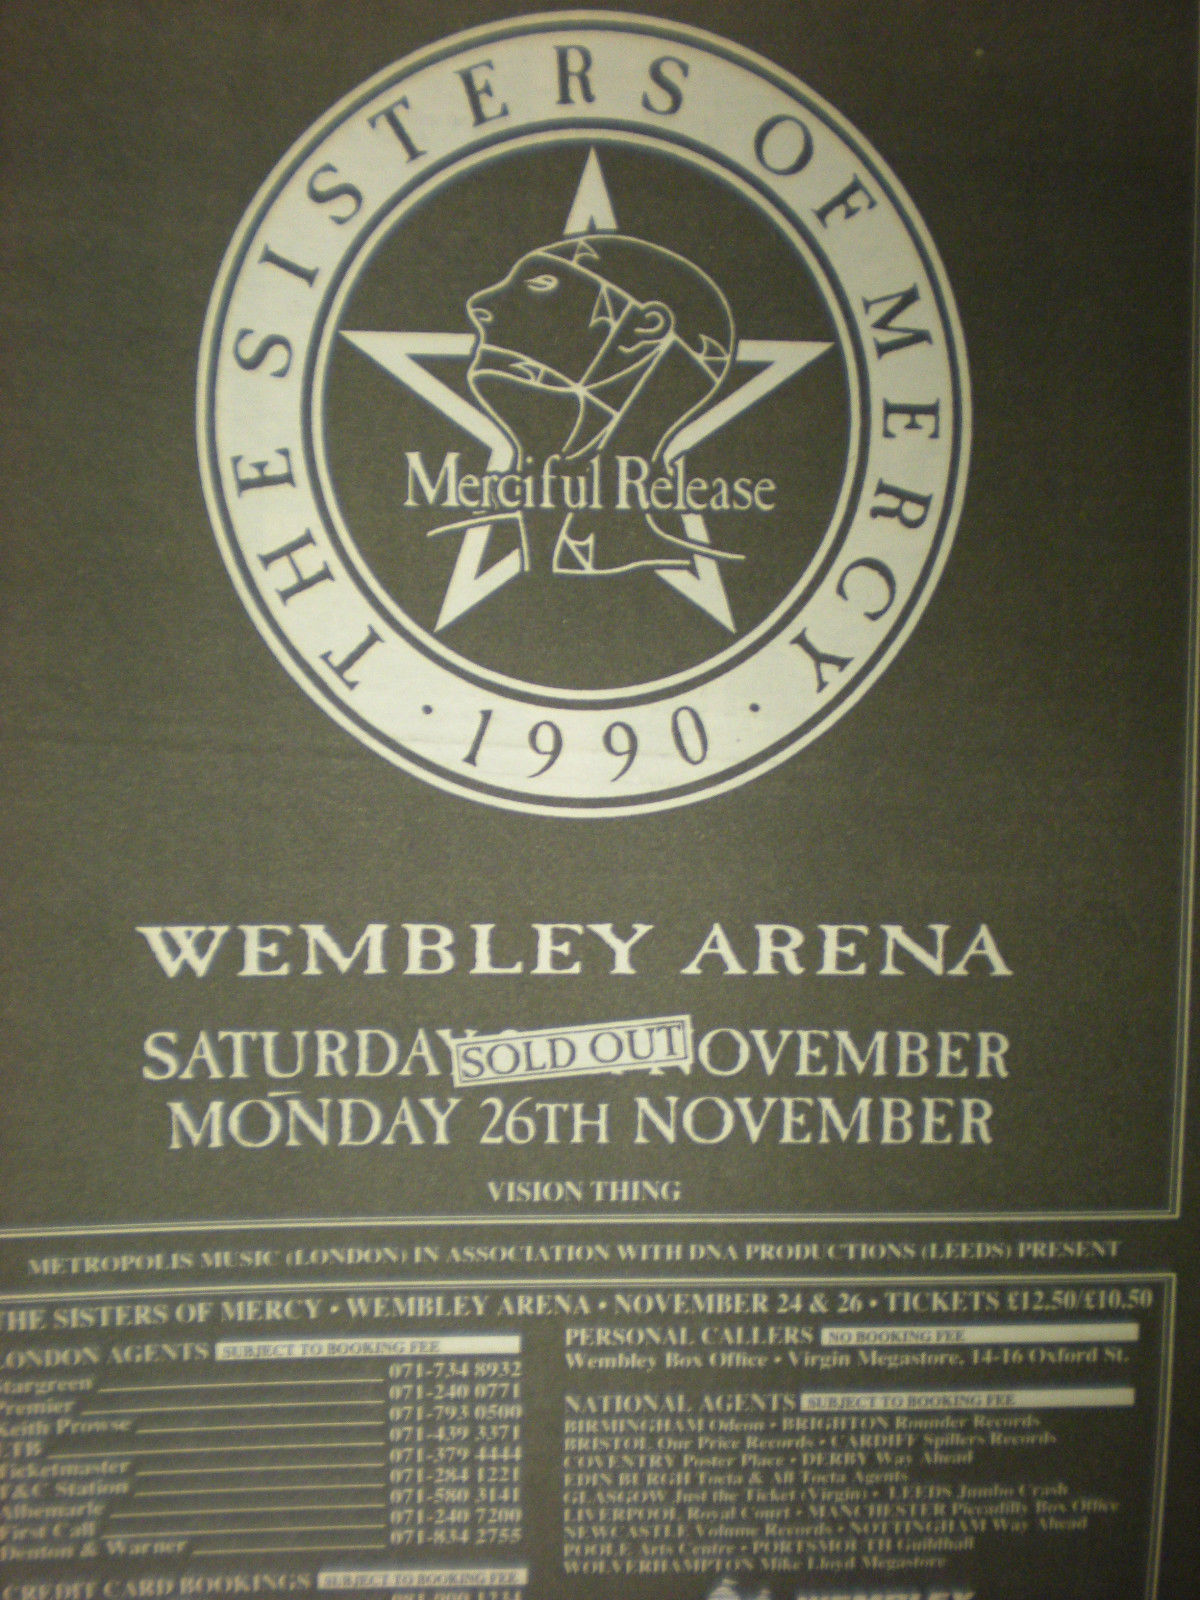 THE SISTERS OF MERCY
Merciful Release
· 1990 ·
WEMBLEY ARENA
SATURDAY SOLD OUT NOVEMBER
MONDAY 26TH NOVEMBER
VISION THING
METROPOLIS MUSIC (LONDON) IN ASSOCIATION WITH DNA PRODUCTIONS (LEEDS) PRESENT
THE SISTERS OF MERCY • WEMBLEY ARENA • NOVEMBER 24 & 26 • TICKETS £12.50/£10.50
LONDON AGENTS SUBJECT TO BOOKING FEE
Stargreen 071-734 8932
Premier 071-240 0771
Keith Prowse 071-793 0500
LTB 071-439 3371
Ticketmaster 071-379 4444
T&C Station 071-284 1221
Albemarle 071-580 3141
First Call 071-240 7200
Denton & Warner 071-834 2755
CREDIT CARD BOOKINGS SUBJECT TO BOOKING FEE
PERSONAL CALLERS NO BOOKING FEE
Wembley Box Office • Virgin Megastore, 14-16 Oxford St.
NATIONAL AGENTS SUBJECT TO BOOKING FEE
BIRMINGHAM Odeon • BRIGHTON Rounder Records
BRISTOL Our Price Records • CARDIFF Spillers Records
COVENTRY Poster Place • DERBY Way Ahead
EDINBURGH Tocta & All Tocta Agents
GLASGOW Just the Ticket (Virgin) • LEEDS Jumbo Crash
LIVERPOOL Royal Court • MANCHESTER Piccadilly Box Office
NEWCASTLE Volume Records • NOTTINGHAM Way Ahead
POOLE Arts Centre • PORTSMOUTH Guildhall
WOLVERHAMPTON Mike Lloyd Megastore
WEMBLEY